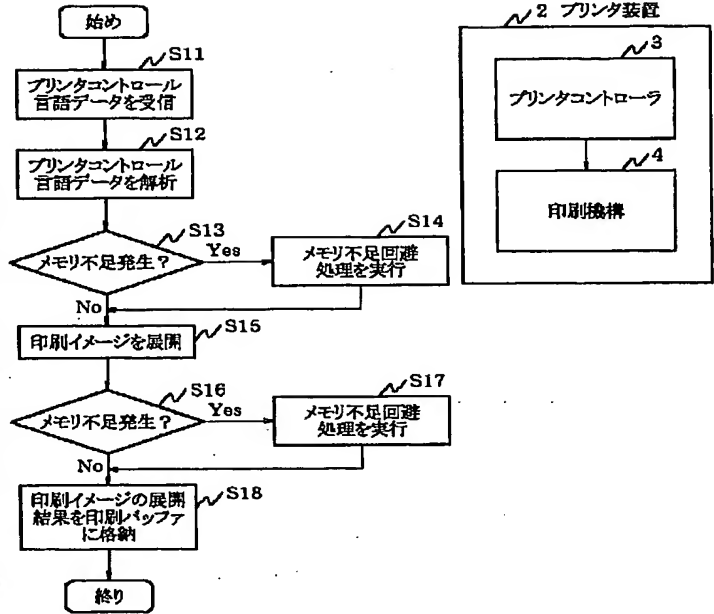 始め
S11
プリンタコントロール
言語データを受信
S12
プリンタコントロール
言語データを解析
S13
メモリ不足発生?
Yes
S14
メモリ不足回避
処理を実行
No
S15
印刷イメージを展開
S16
メモリ不足発生?
Yes
S17
メモリ不足回避
処理を実行
No
S18
印刷イメージの展開
結果を印刷バッファ
に格納
終り
2 プリンタ装置
3
プリンタコントローラ
4
印刷機構